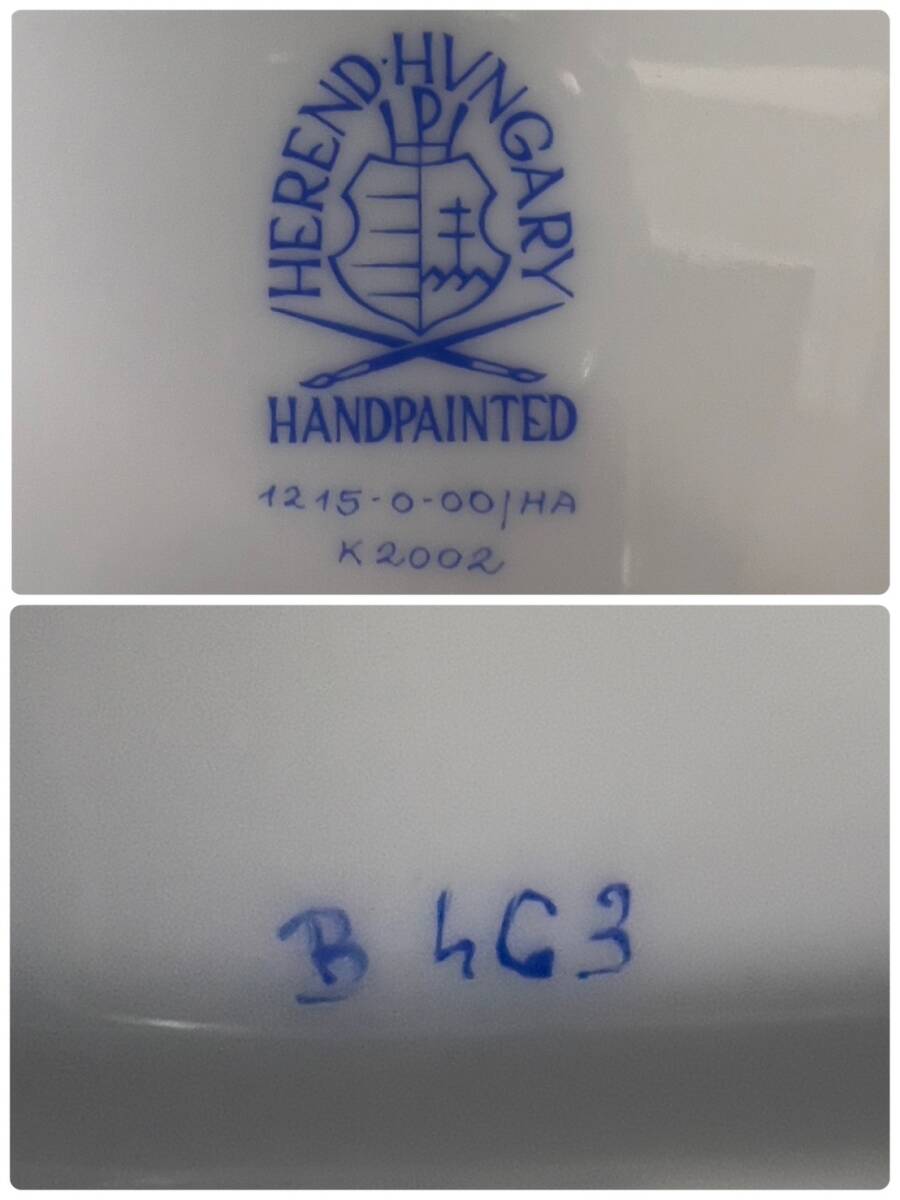 HEREND·HVNGARY
P
HANDPAINTED
1215-0-00/HA
K2002
B 463